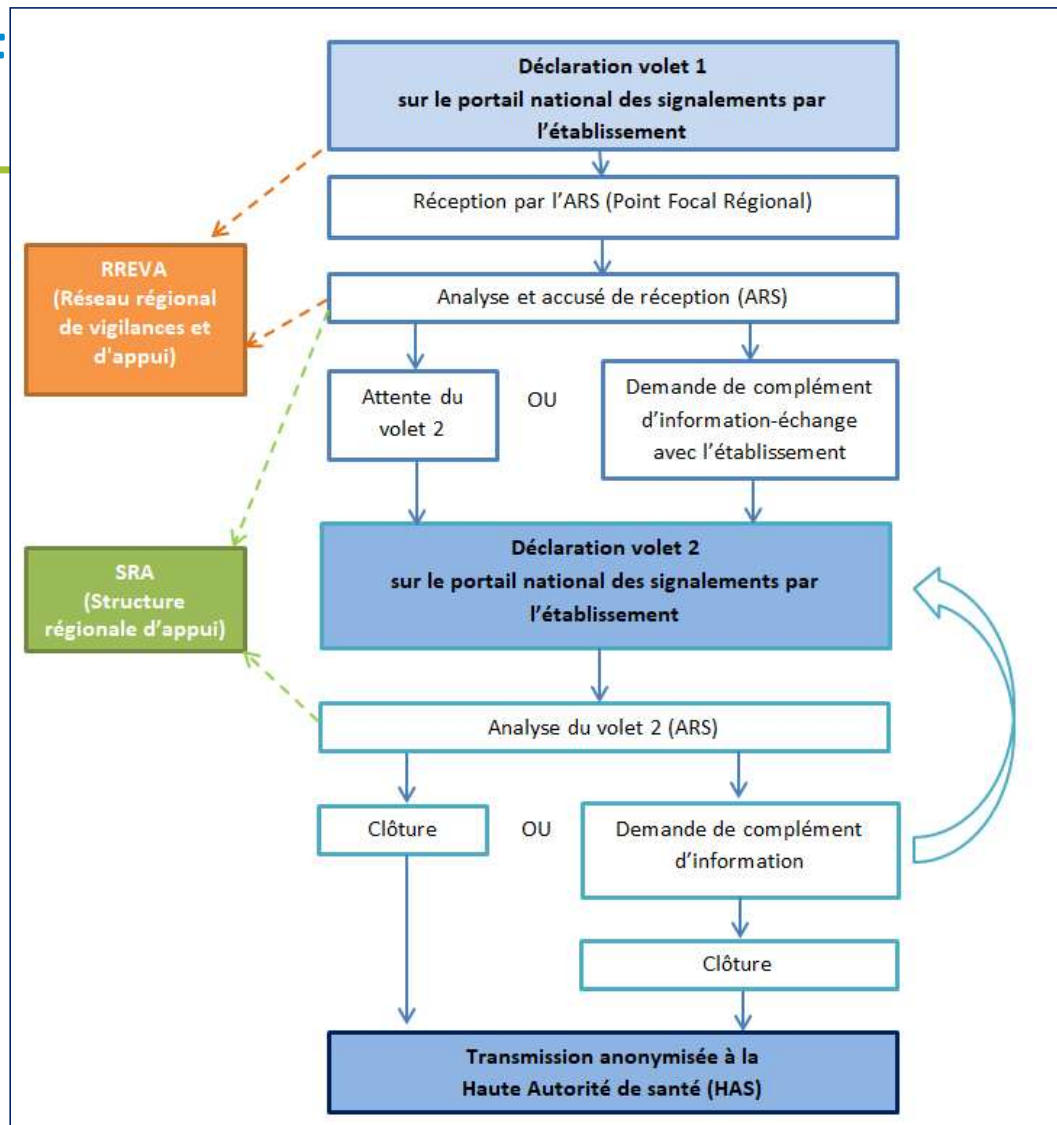 Déclaration volet 1
sur le portail national des signalements par
l'établissement
Réception par l'ARS (Point Focal Régional)
RREVA
(Réseau régional
de vigilances et
d'appui)
Analyse et accusé de réception (ARS)
Attente du
volet 2
OU
Demande de complément
d'information-échange
avec l'établissement
Déclaration volet 2
sur le portail national des signalements par
l'établissement
SRA
(Structure
régionale d'appui)
Analyse du volet 2 (ARS)
Clôture
OU
Demande de complément
d'information
Clôture
Transmission anonymisée à la
Haute Autorité de santé (HAS)